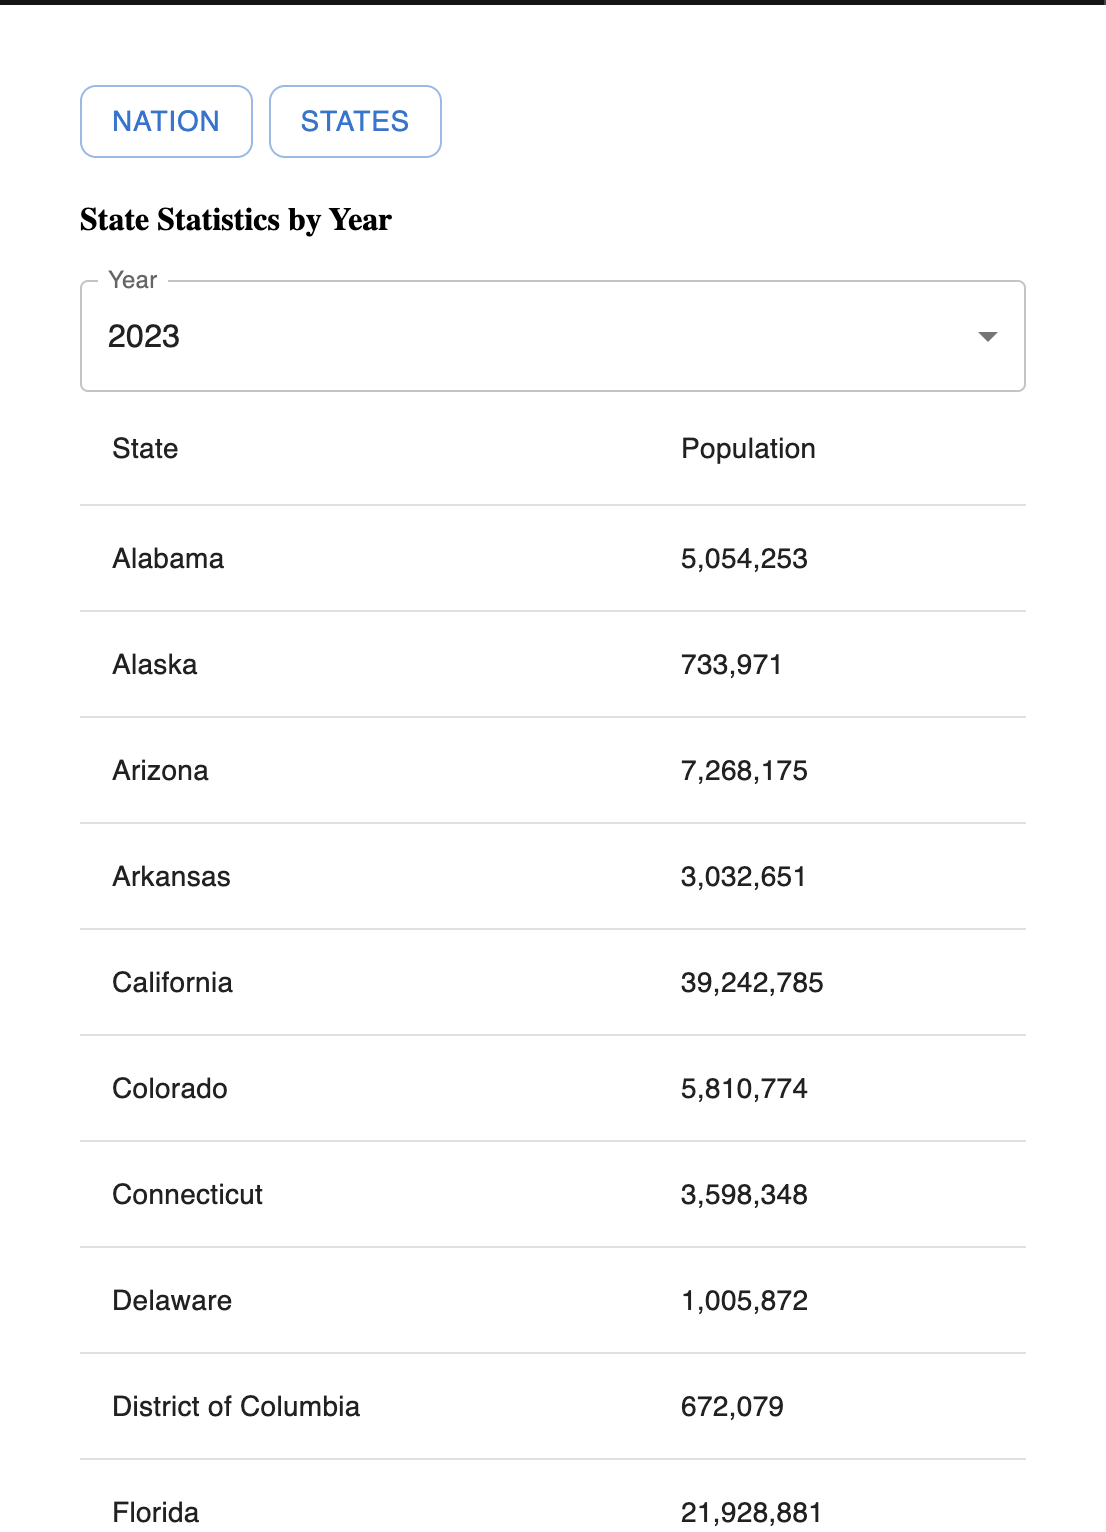 NATION STATES
State Statistics by Year
Year
2023
State Population
Alabama 5,054,253
Alaska 733,971
Arizona 7,268,175
Arkansas 3,032,651
California 39,242,785
Colorado 5,810,774
Connecticut 3,598,348
Delaware 1,005,872
District of Columbia 672,079
Florida 21,928,881